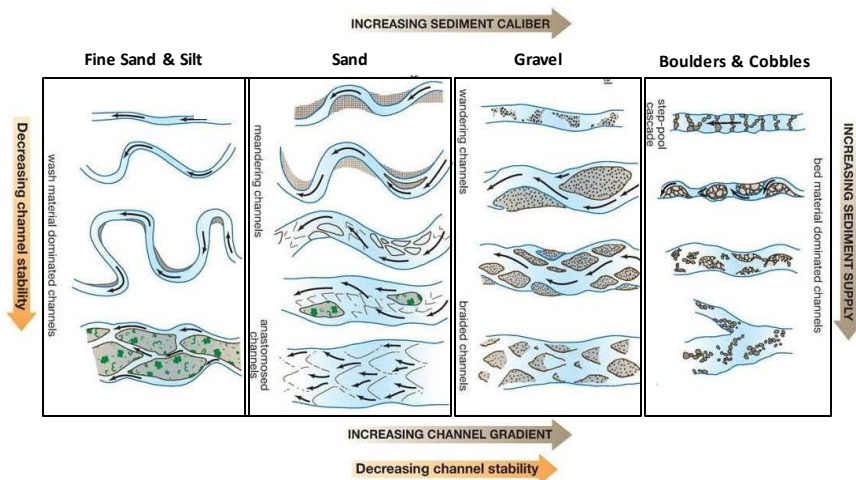 INCREASING SEDIMENT CALIBER
Fine Sand & Silt
Sand
Gravel
Boulders & Cobbles
Decreasing channel stability
wash material dominated channels
meandering channels
anastomosed
channels
wandering channels
braided channels
step-pool
cascade
bed material dominated channels
INCREASING SEDIMENT SUPPLY
INCREASING CHANNEL GRADIENT
Decreasing channel stability